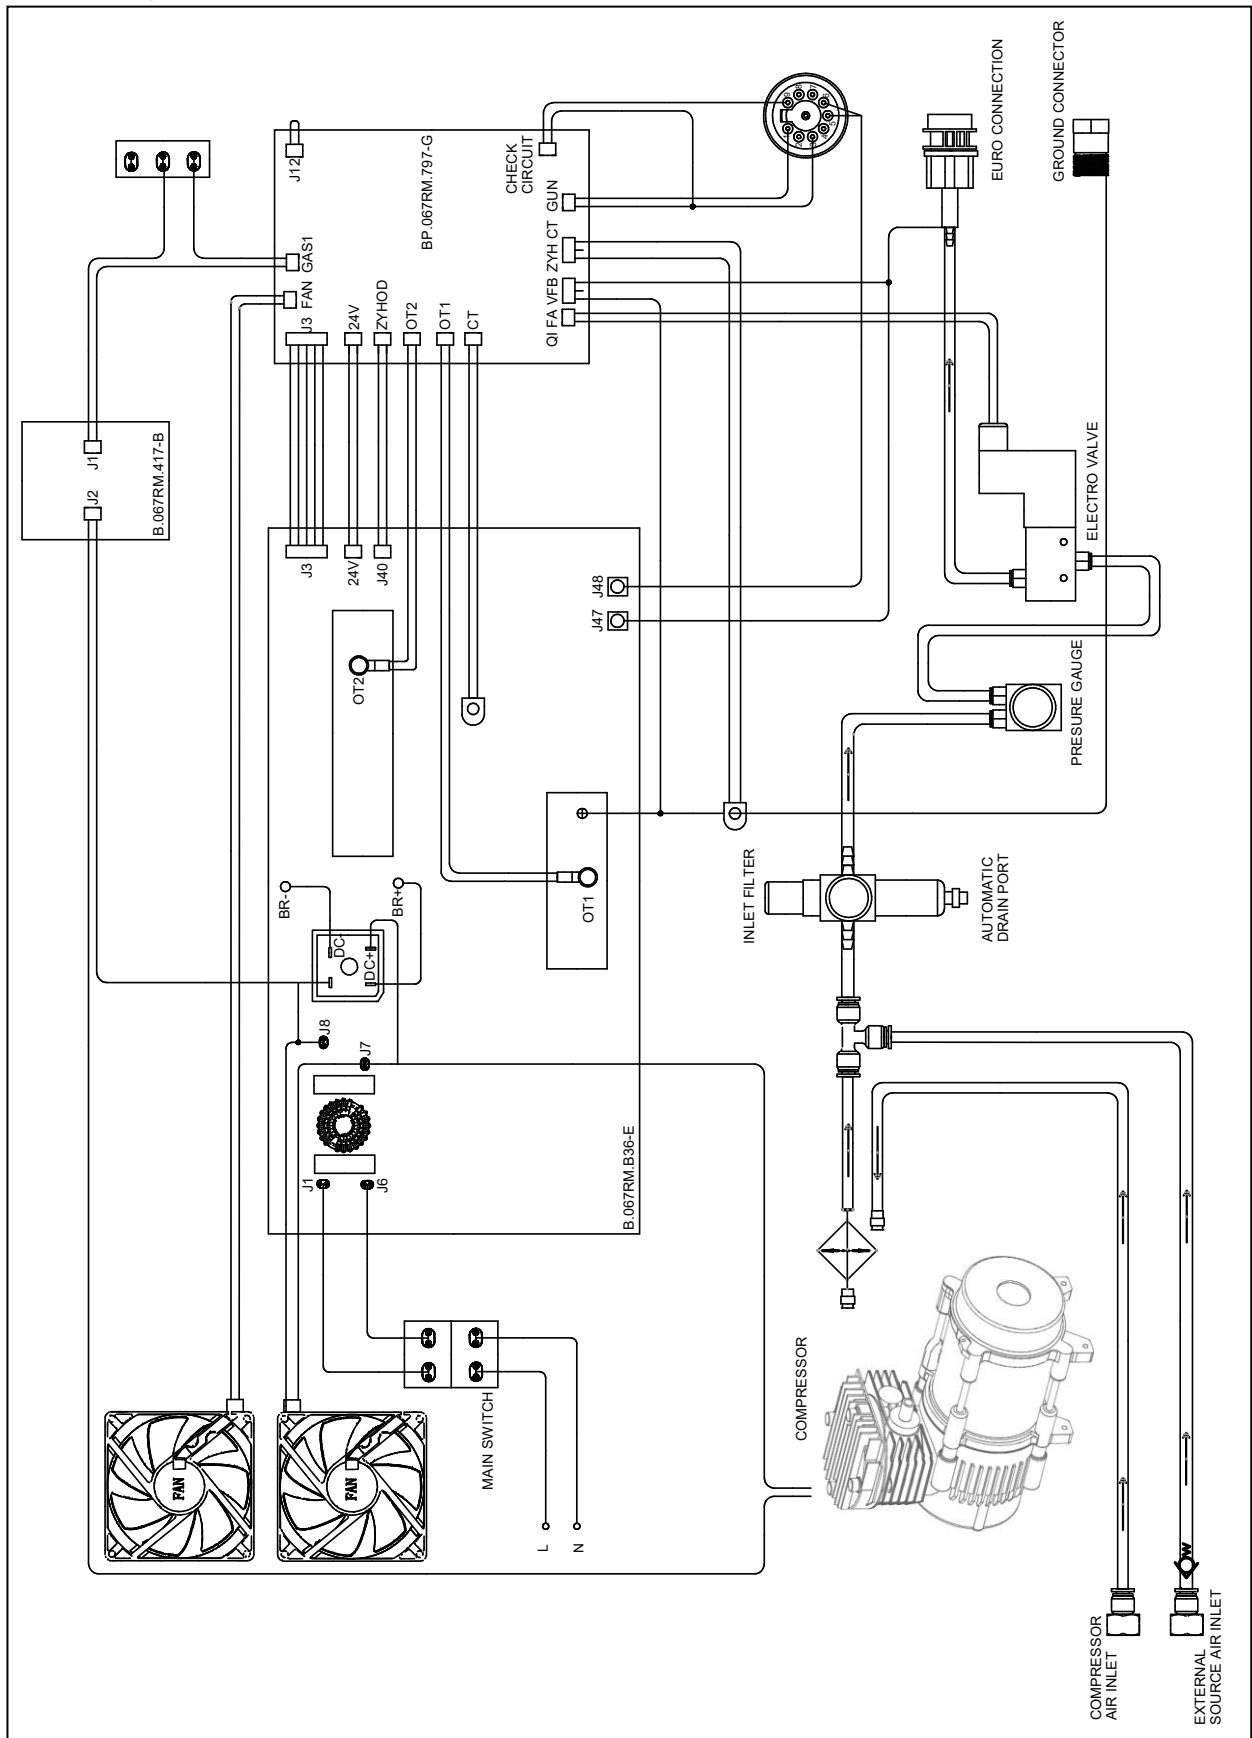 J12
CHECK
CIRCUIT
BP.067RM.797-G
GUN
GAS1
FAN
QI FA VFB ZYH CT
J3
24V
ZYHOD
OT2
OT1
CT
EURO CONNECTION
GROUND CONNECTOR
J1
J2
B.067RM.417-B
J3
24V
J40
J48
J47
OT2
OT1
ELECTRO VALVE
PRESURE GAUGE
BR-
BR+
DC-
DC+
INLET FILTER
AUTOMATIC
DRAIN PORT
J8
J7
J1
J6
B.067RM.B36-E
FAN
FAN
MAIN SWITCH
L
N
COMPRESSOR
COMPRESSOR
AIR INLET
EXTERNAL
SOURCE AIR INLET